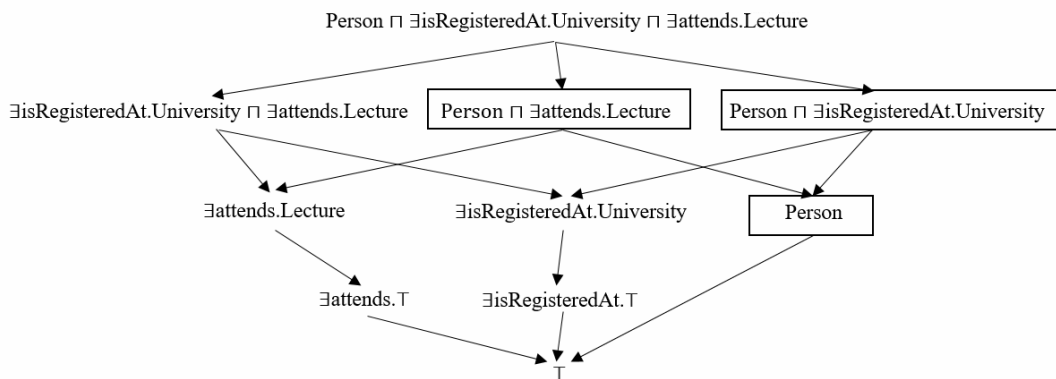 Person ⊓ ∃isRegisteredAt.University ⊓ ∃attends.Lecture
∃isRegisteredAt.University ⊓ ∃attends.Lecture
Person ⊓ ∃attends.Lecture
Person ⊓ ∃isRegisteredAt.University
∃attends.Lecture
∃isRegisteredAt.University
Person
∃attends.⊤
∃isRegisteredAt.⊤
⊤